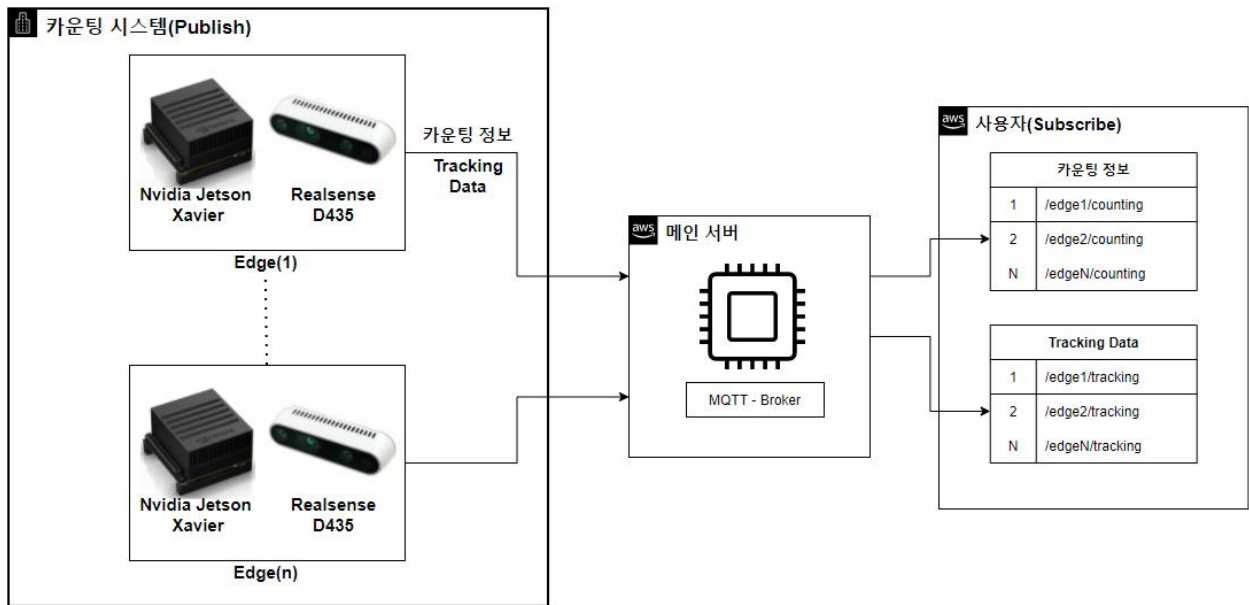 카운팅 시스템(Publish)
Nvidia Jetson
Xavier
Realsense
D435
Edge(1)
카운팅 정보
Tracking
Data
Nvidia Jetson
Xavier
Realsense
D435
Edge(n)
aws 메인 서버
MQTT - Broker
aws 사용자(Subscribe)
카운팅 정보
1 /edge1/counting
2 /edge2/counting
N /edgeN/counting
Tracking Data
1 /edge1/tracking
2 /edge2/tracking
N /edgeN/tracking